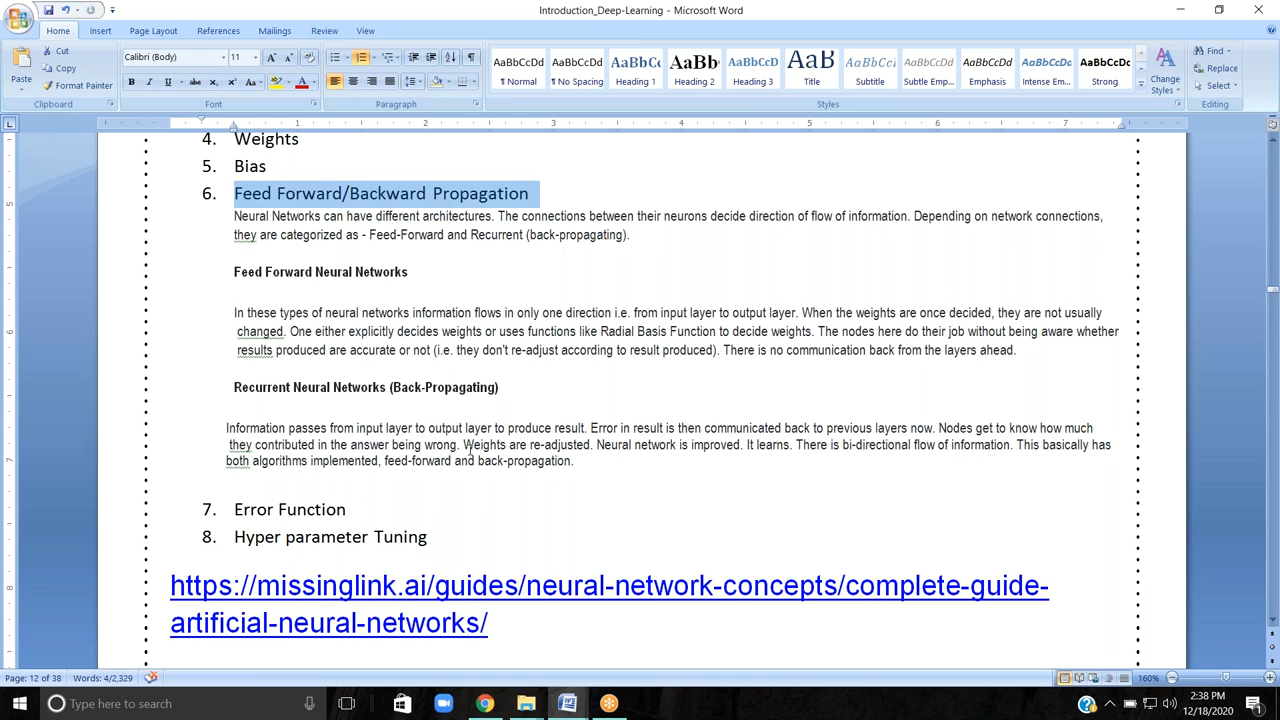 Introduction_Deep-Learning - Microsoft Word
Home Insert Page Layout References Mailings Review View
Paste
Cut
Copy
Format Painter
Clipboard
Calibri (Body) 11
Font
Paragraph
AaBbCcDd AaBbCcDd AaBbC AaBbCc AaBbCcD AaB AaBbCcDd AaBbCcDd AaBbCcDd AaBbCcDd AaBbCcDd
¶ Normal ¶ No Spacing Heading 1 Heading 2 Heading 3 Title Subtitle Subtle Emp... Emphasis Intense Em... Strong
Change
Styles
Styles
Find
Replace
Select
Editing
1 2 3 4 5 6 7
4. Weights
5. Bias
6. Feed Forward/Backward Propagation
Neural Networks can have different architectures. The connections between their neurons decide direction of flow of information. Depending on network connections,
they are categorized as - Feed-Forward and Recurrent (back-propagating).
Feed Forward Neural Networks
In these types of neural networks information flows in only one direction i.e. from input layer to output layer. When the weights are once decided, they are not usually
changed. One either explicitly decides weights or uses functions like Radial Basis Function to decide weights. The nodes here do their job without being aware whether
results produced are accurate or not (i.e. they don't re-adjust according to result produced). There is no communication back from the layers ahead.
Recurrent Neural Networks (Back-Propagating)
Information passes from input layer to output layer to produce result. Error in result is then communicated back to previous layers now. Nodes get to know how much
they contributed in the answer being wrong. Weights are re-adjusted. Neural network is improved. It learns. There is bi-directional flow of information. This basically has
both algorithms implemented, feed-forward and back-propagation.
7. Error Function
8. Hyper parameter Tuning
https://missinglink.ai/guides/neural-network-concepts/complete-guide-
artificial-neural-networks/
Page: 12 of 38 Words: 4/2,329 160%
Type here to search
2:38 PM
12/18/2020